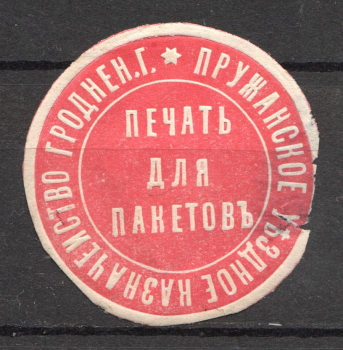 ПРУЖАНСКОЕ УѢЗДНОЕ КАЗНАЧЕЙСТВО ГРОДНЕН.Г.
ПЕЧАТЬ
ДЛЯ
ПАКЕТОВЪ